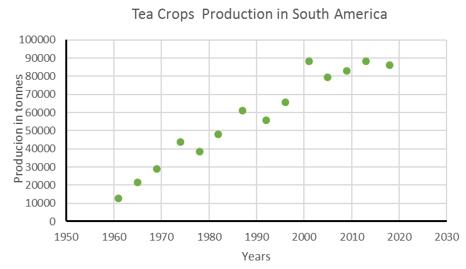 Tea Crops  Production in South America
Producion in tonnes
100000
90000
80000
70000
60000
50000
40000
30000
20000
10000
0
1950 1960 1970 1980 1990 2000 2010 2020 2030
Years